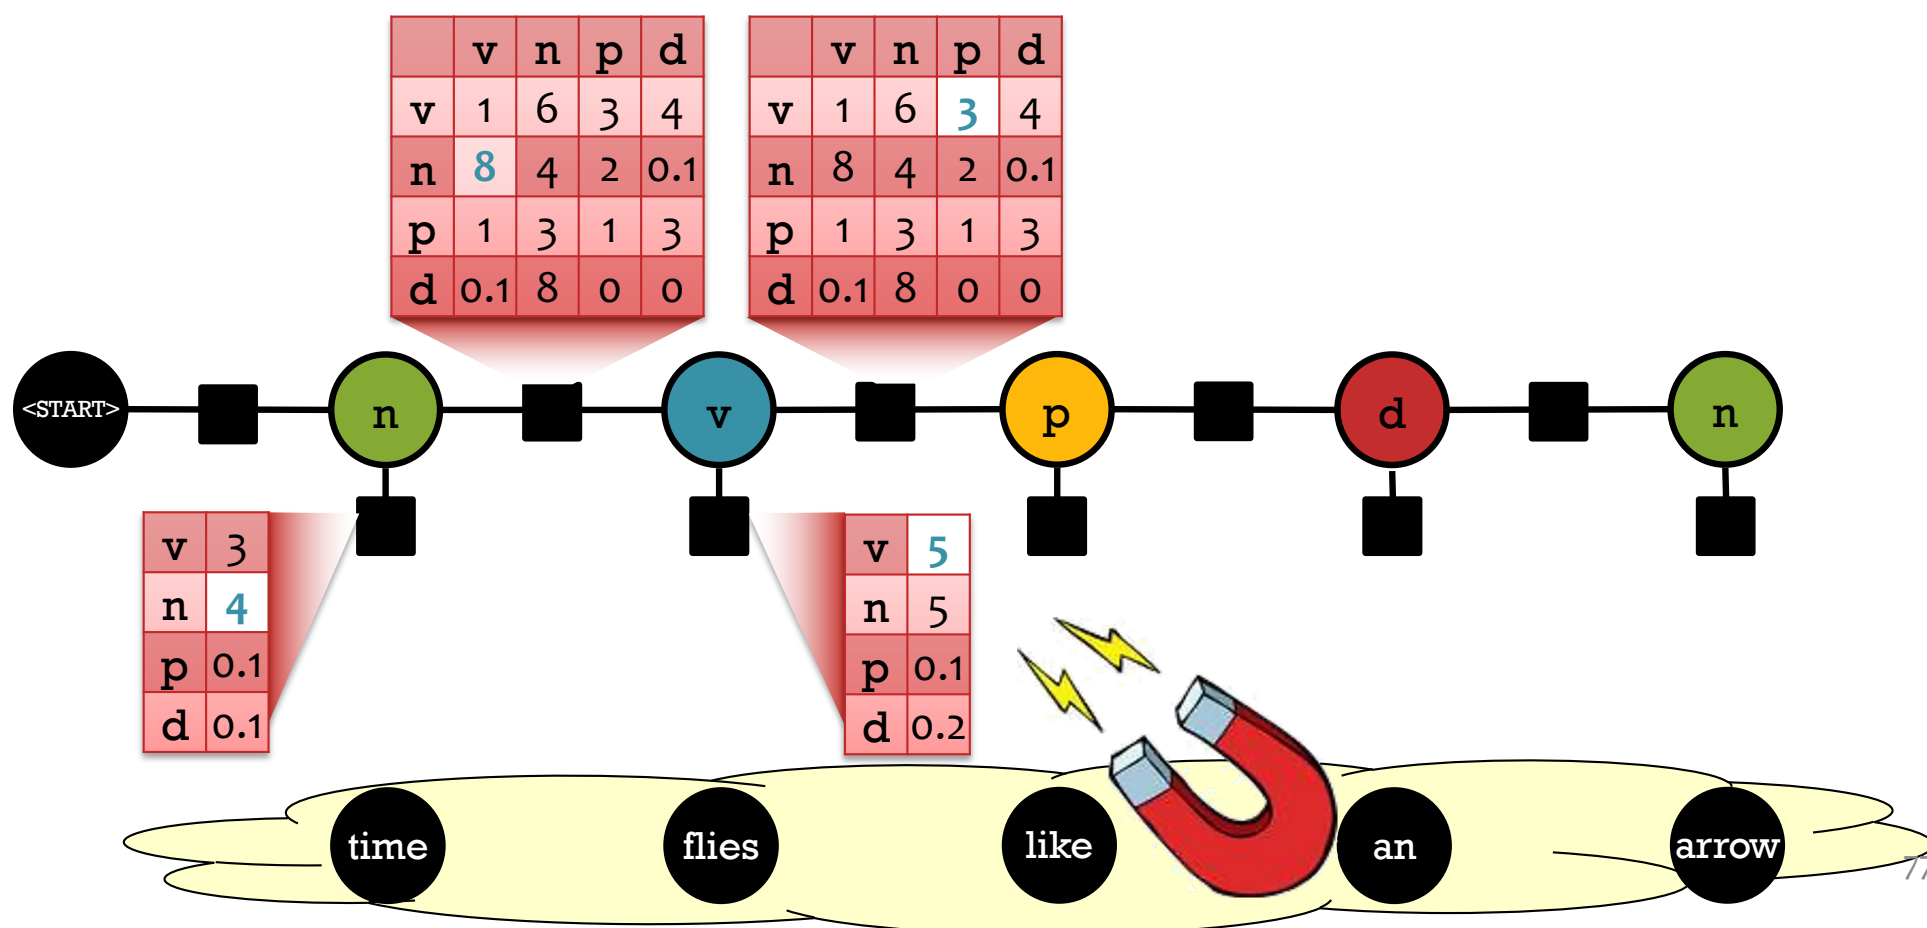 v n p d
v 1 6 3 4
n 8 4 2 0.1
p 1 3 1 3
d 0.1 8 0 0
v n p d
v 1 6 3 4
n 8 4 2 0.1
p 1 3 1 3
d 0.1 8 0 0
<START> n v p d n
v 3
n 4
p 0.1
d 0.1
v 5
n 5
p 0.1
d 0.2
time flies like an arrow
77